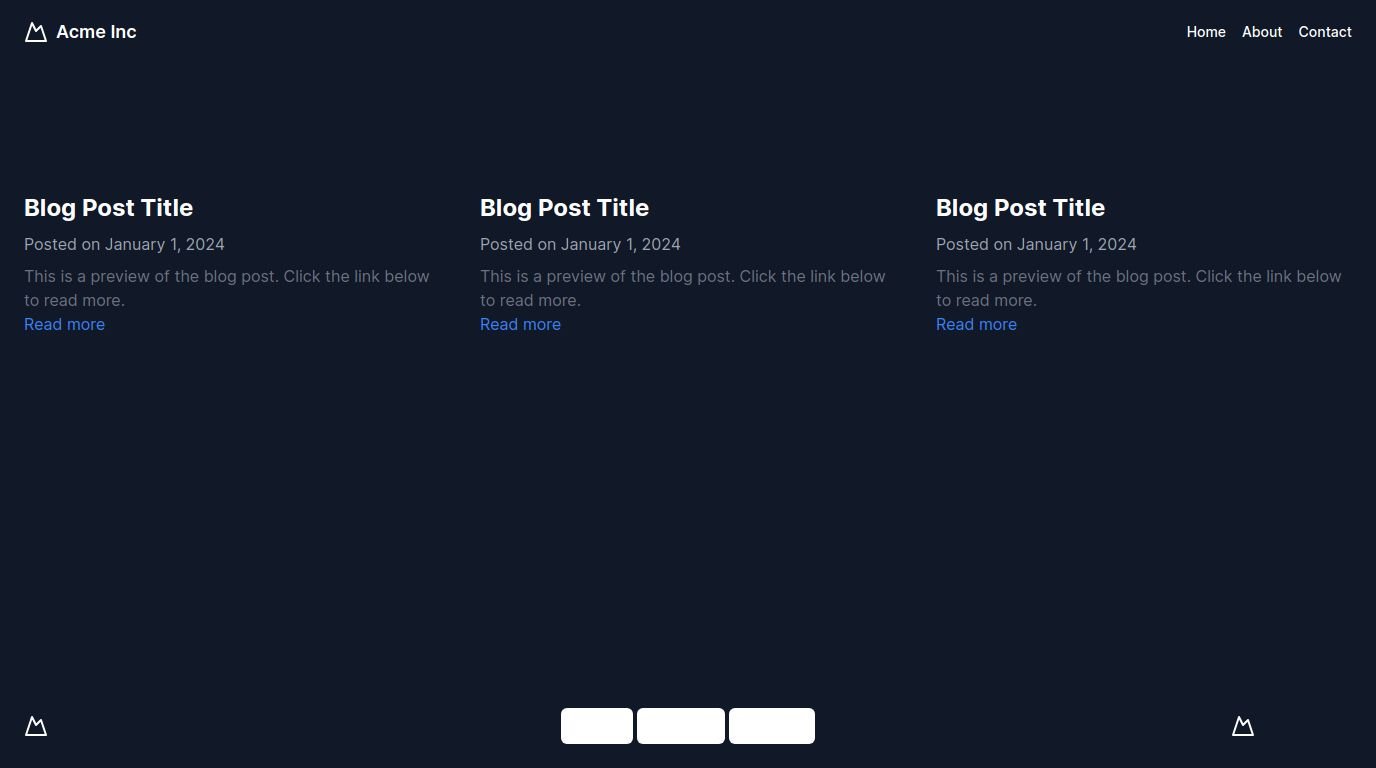 Acme Inc
Home About Contact
Blog Post Title
Posted on January 1, 2024
This is a preview of the blog post. Click the link below
to read more.
Read more
Blog Post Title
Posted on January 1, 2024
This is a preview of the blog post. Click the link below
to read more.
Read more
Blog Post Title
Posted on January 1, 2024
This is a preview of the blog post. Click the link below
to read more.
Read more